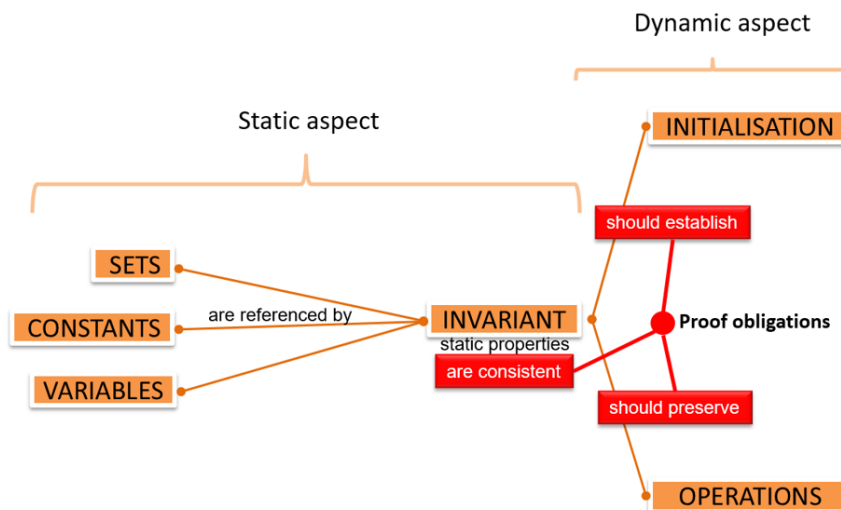 Dynamic aspect
Static aspect
INITIALISATION
should establish
SETS
CONSTANTS
are referenced by
INVARIANT
Proof obligations
static properties
are consistent
VARIABLES
should preserve
OPERATIONS